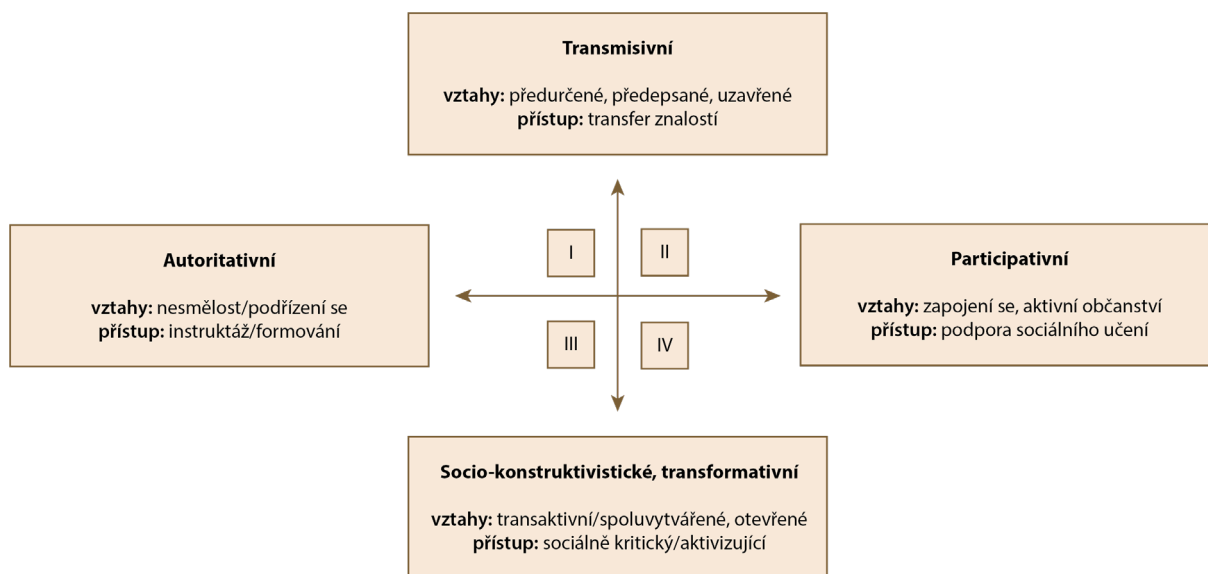 Transmisivní
vztahy: předurčené, předepsané, uzavřené
přístup: transfer znalostí
Autoritativní
vztahy: nesmělost/podřízení se
přístup: instruktáž/formování
I
II
III
IV
Participativní
vztahy: zapojení se, aktivní občanství
přístup: podpora sociálního učení
Socio-konstruktivistické, transformativní
vztahy: transaktivní/spoluvytvářené, otevřené
přístup: sociálně kritický/aktivizující